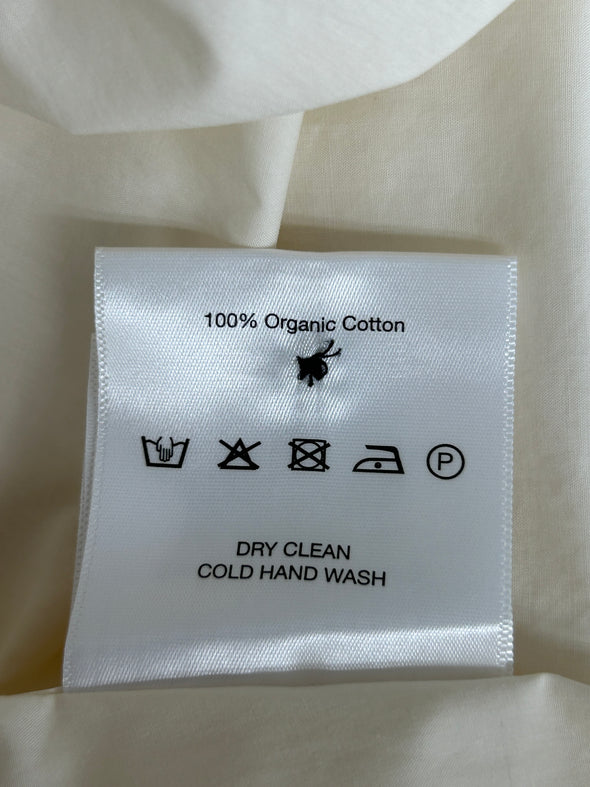 100% Organic Cotton
P
DRY CLEAN
COLD HAND WASH